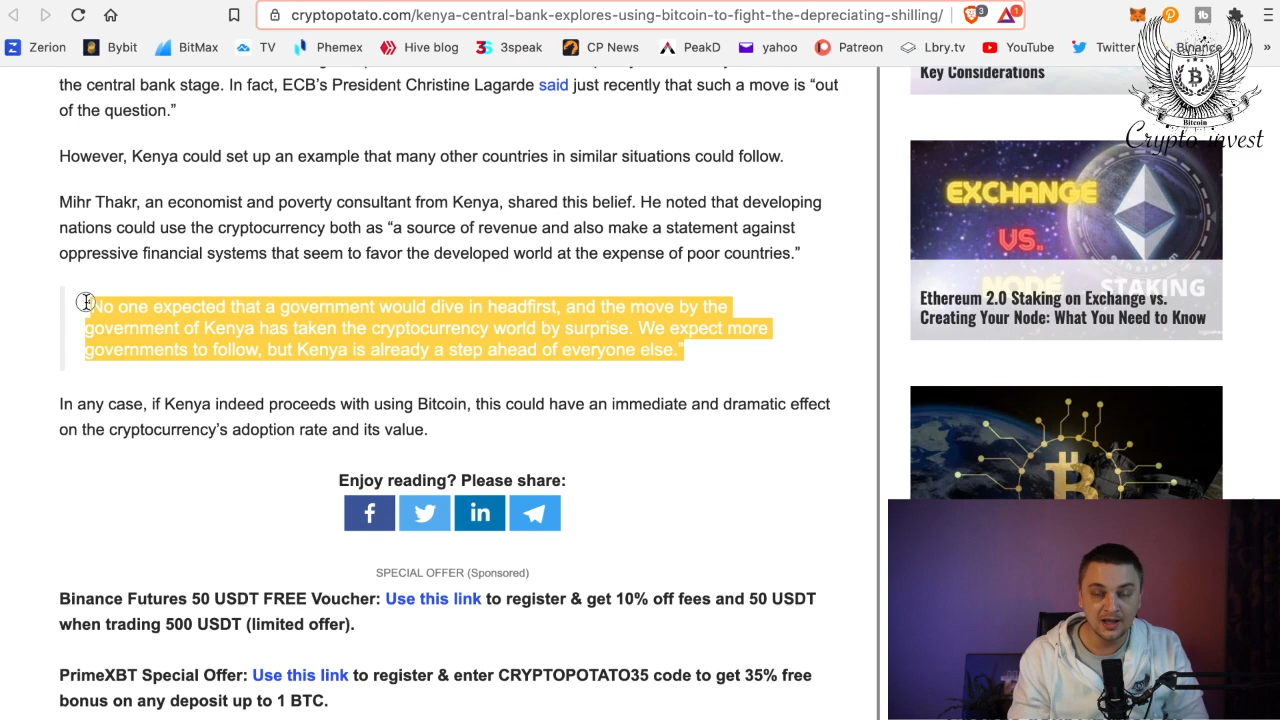 cryptopotato.com/kenya-central-bank-explores-using-bitcoin-to-fight-the-depreciating-shilling/
3
1
Zerion
Bybit
BitMax
TV
Phemex
Hive blog
3speak
CP News
PeakD
yahoo
Patreon
Lbry.tv
YouTube
Twitter
Binance
»
the central bank stage. In fact, ECB’s President Christine Lagarde said just recently that such a move is “out
of the question.”
However, Kenya could set up an example that many other countries in similar situations could follow.
Mihr Thakr, an economist and poverty consultant from Kenya, shared this belief. He noted that developing
nations could use the cryptocurrency both as “a source of revenue and also make a statement against
oppressive financial systems that seem to favor the developed world at the expense of poor countries.”
“No one expected that a government would dive in headfirst, and the move by the
government of Kenya has taken the cryptocurrency world by surprise. We expect more
governments to follow, but Kenya is already a step ahead of everyone else.”
In any case, if Kenya indeed proceeds with using Bitcoin, this could have an immediate and dramatic effect
on the cryptocurrency’s adoption rate and its value.
Enjoy reading? Please share:
SPECIAL OFFER (Sponsored)
Binance Futures 50 USDT FREE Voucher: Use this link to register & get 10% off fees and 50 USDT
when trading 500 USDT (limited offer).
PrimeXBT Special Offer: Use this link to register & enter CRYPTOPOTATO35 code to get 35% free
bonus on any deposit up to 1 BTC.
Key Considerations
Bitcoin
Crypto invest
EXCHANGE
VS.
NODE STAKING
Ethereum 2.0 Staking on Exchange vs.
Creating Your Node: What You Need to Know